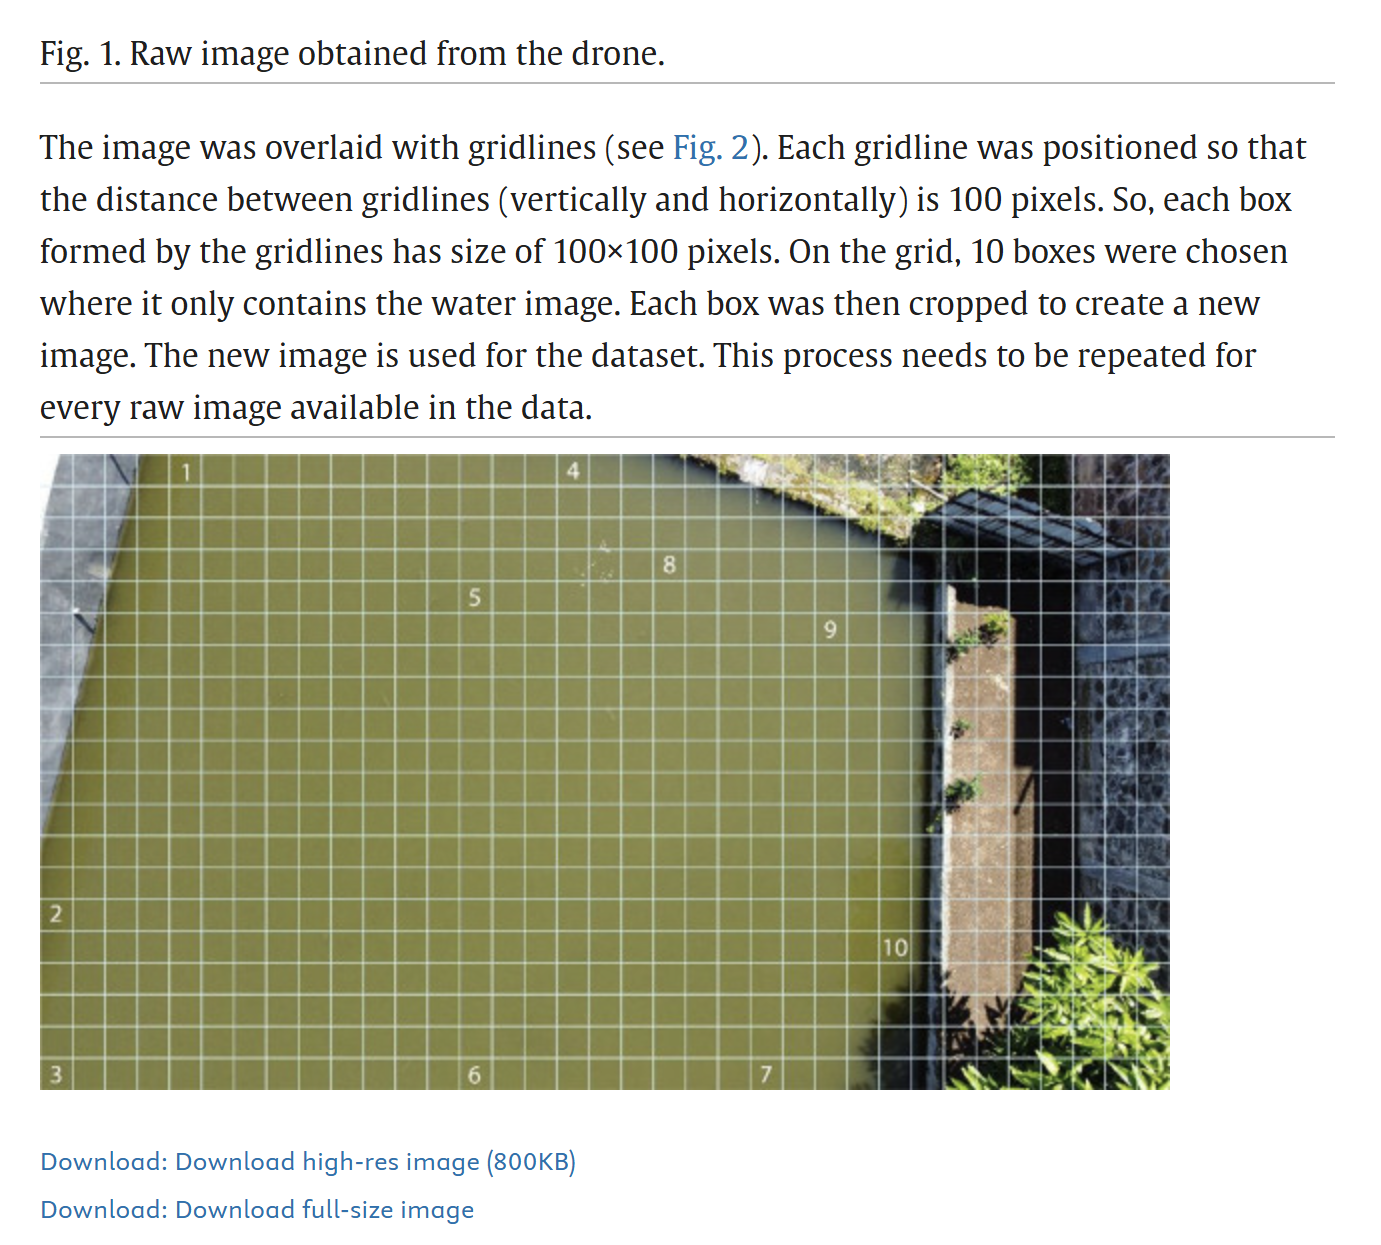 Fig. 1. Raw image obtained from the drone.
The image was overlaid with gridlines (see Fig. 2). Each gridline was positioned so that
the distance between gridlines (vertically and horizontally) is 100 pixels. So, each box
formed by the gridlines has size of 100×100 pixels. On the grid, 10 boxes were chosen
where it only contains the water image. Each box was then cropped to create a new
image. The new image is used for the dataset. This process needs to be repeated for
every raw image available in the data.
1 4
8
5
9
2
10
3 6 7
Download: Download high-res image (800KB)
Download: Download full-size image